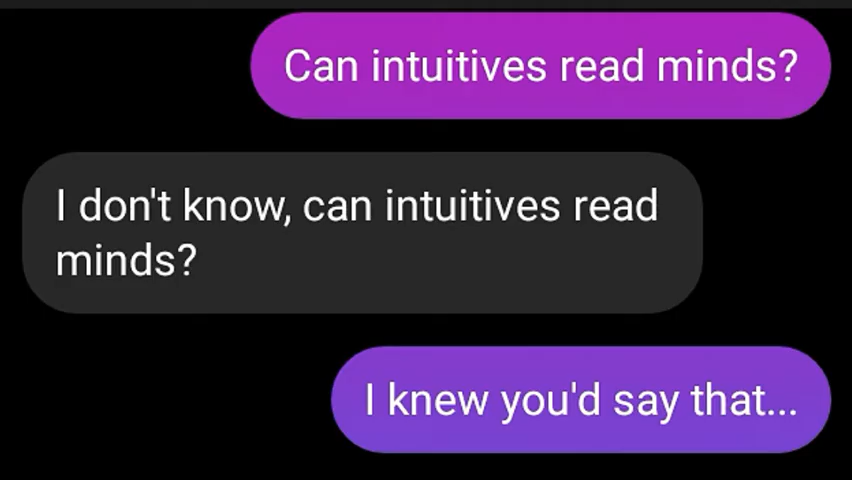 Can intuitives read minds?
I don't know, can intuitives read
minds?
I knew you'd say that...